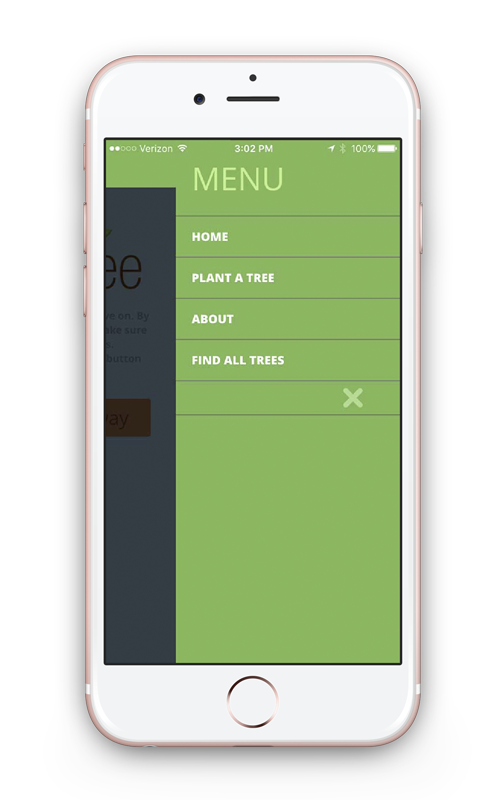 Verizon 3:02 PM 100%
MENU
HOME
PLANT A TREE
ABOUT
FIND ALL TREES
ee
ve on. By
ake sure
s.
button
ay